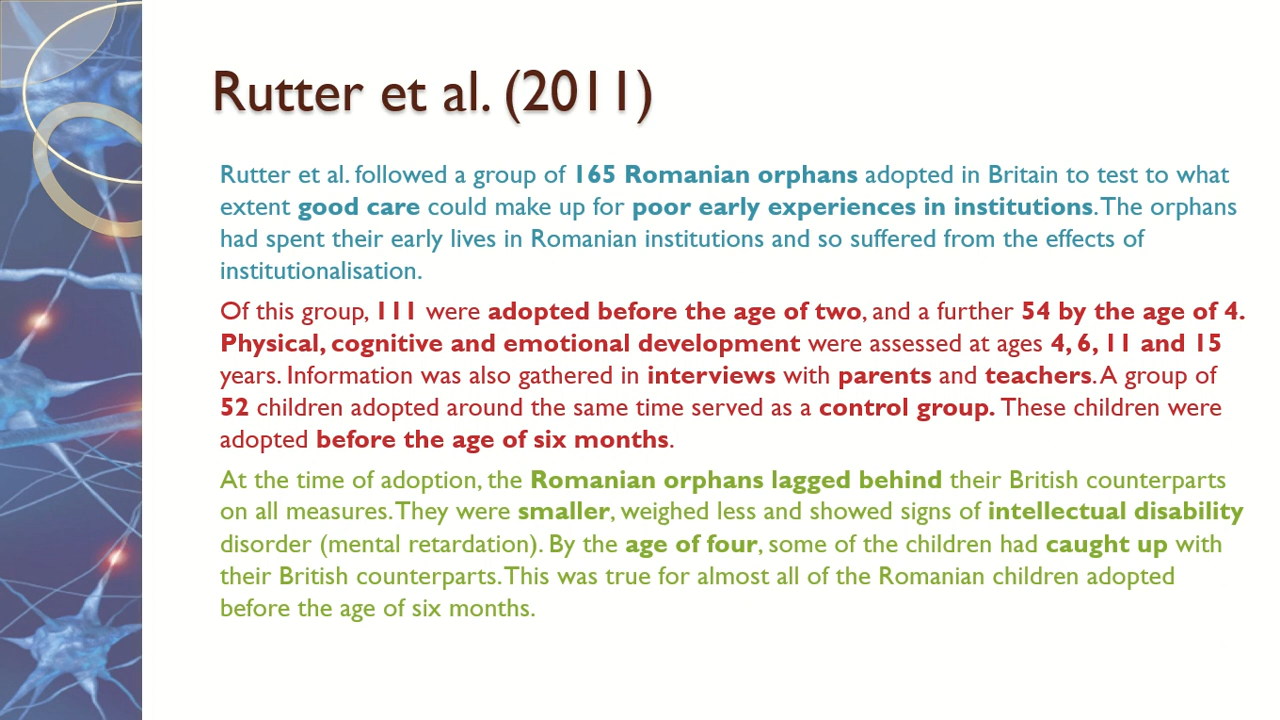 Rutter et al. (2011)
Rutter et al. followed a group of 165 Romanian orphans adopted in Britain to test to what
extent good care could make up for poor early experiences in institutions. The orphans
had spent their early lives in Romanian institutions and so suffered from the effects of
institutionalisation.
Of this group, 111 were adopted before the age of two, and a further 54 by the age of 4.
Physical, cognitive and emotional development were assessed at ages 4, 6, 11 and 15
years. Information was also gathered in interviews with parents and teachers. A group of
52 children adopted around the same time served as a control group. These children were
adopted before the age of six months.
At the time of adoption, the Romanian orphans lagged behind their British counterparts
on all measures. They were smaller, weighed less and showed signs of intellectual disability
disorder (mental retardation). By the age of four, some of the children had caught up with
their British counterparts. This was true for almost all of the Romanian children adopted
before the age of six months.